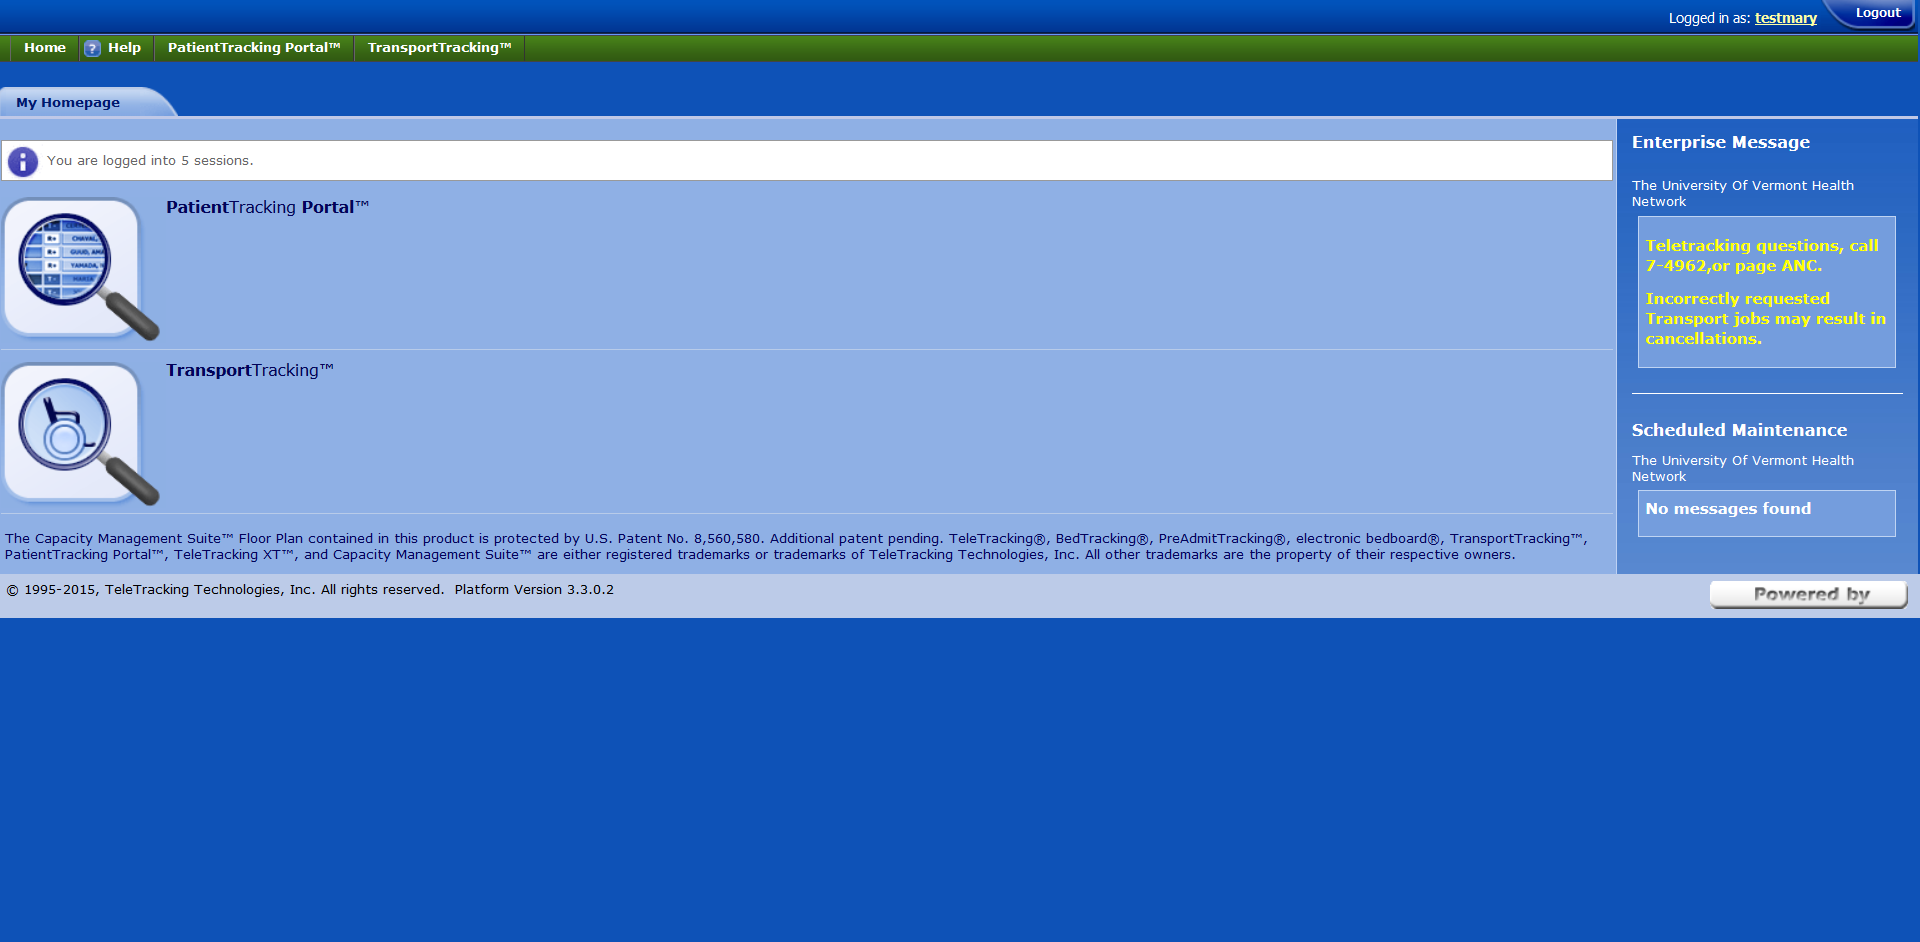 Logged in as: testmary
Logout
Home
? Help
PatientTracking Portal™
TransportTracking™
My Homepage
You are logged into 5 sessions.
PatientTracking Portal™
CHAVAL,
R+
GUUD, AMA
R+
YAMADA,
T-
MARIA
TransportTracking™
The Capacity Management Suite™ Floor Plan contained in this product is protected by U.S. Patent No. 8,560,580. Additional patent pending. TeleTracking®, BedTracking®, PreAdmitTracking®, electronic bedboard®, TransportTracking™,
PatientTracking Portal™, TeleTracking XT™, and Capacity Management Suite™ are either registered trademarks or trademarks of TeleTracking Technologies, Inc. All other trademarks are the property of their respective owners.
Enterprise Message
The University Of Vermont Health
Network
Teletracking questions, call
7-4962,or page ANC.
Incorrectly requested
Transport jobs may result in
cancellations.
Scheduled Maintenance
The University Of Vermont Health
Network
No messages found
© 1995-2015, TeleTracking Technologies, Inc. All rights reserved.  Platform Version 3.3.0.2
Powered by